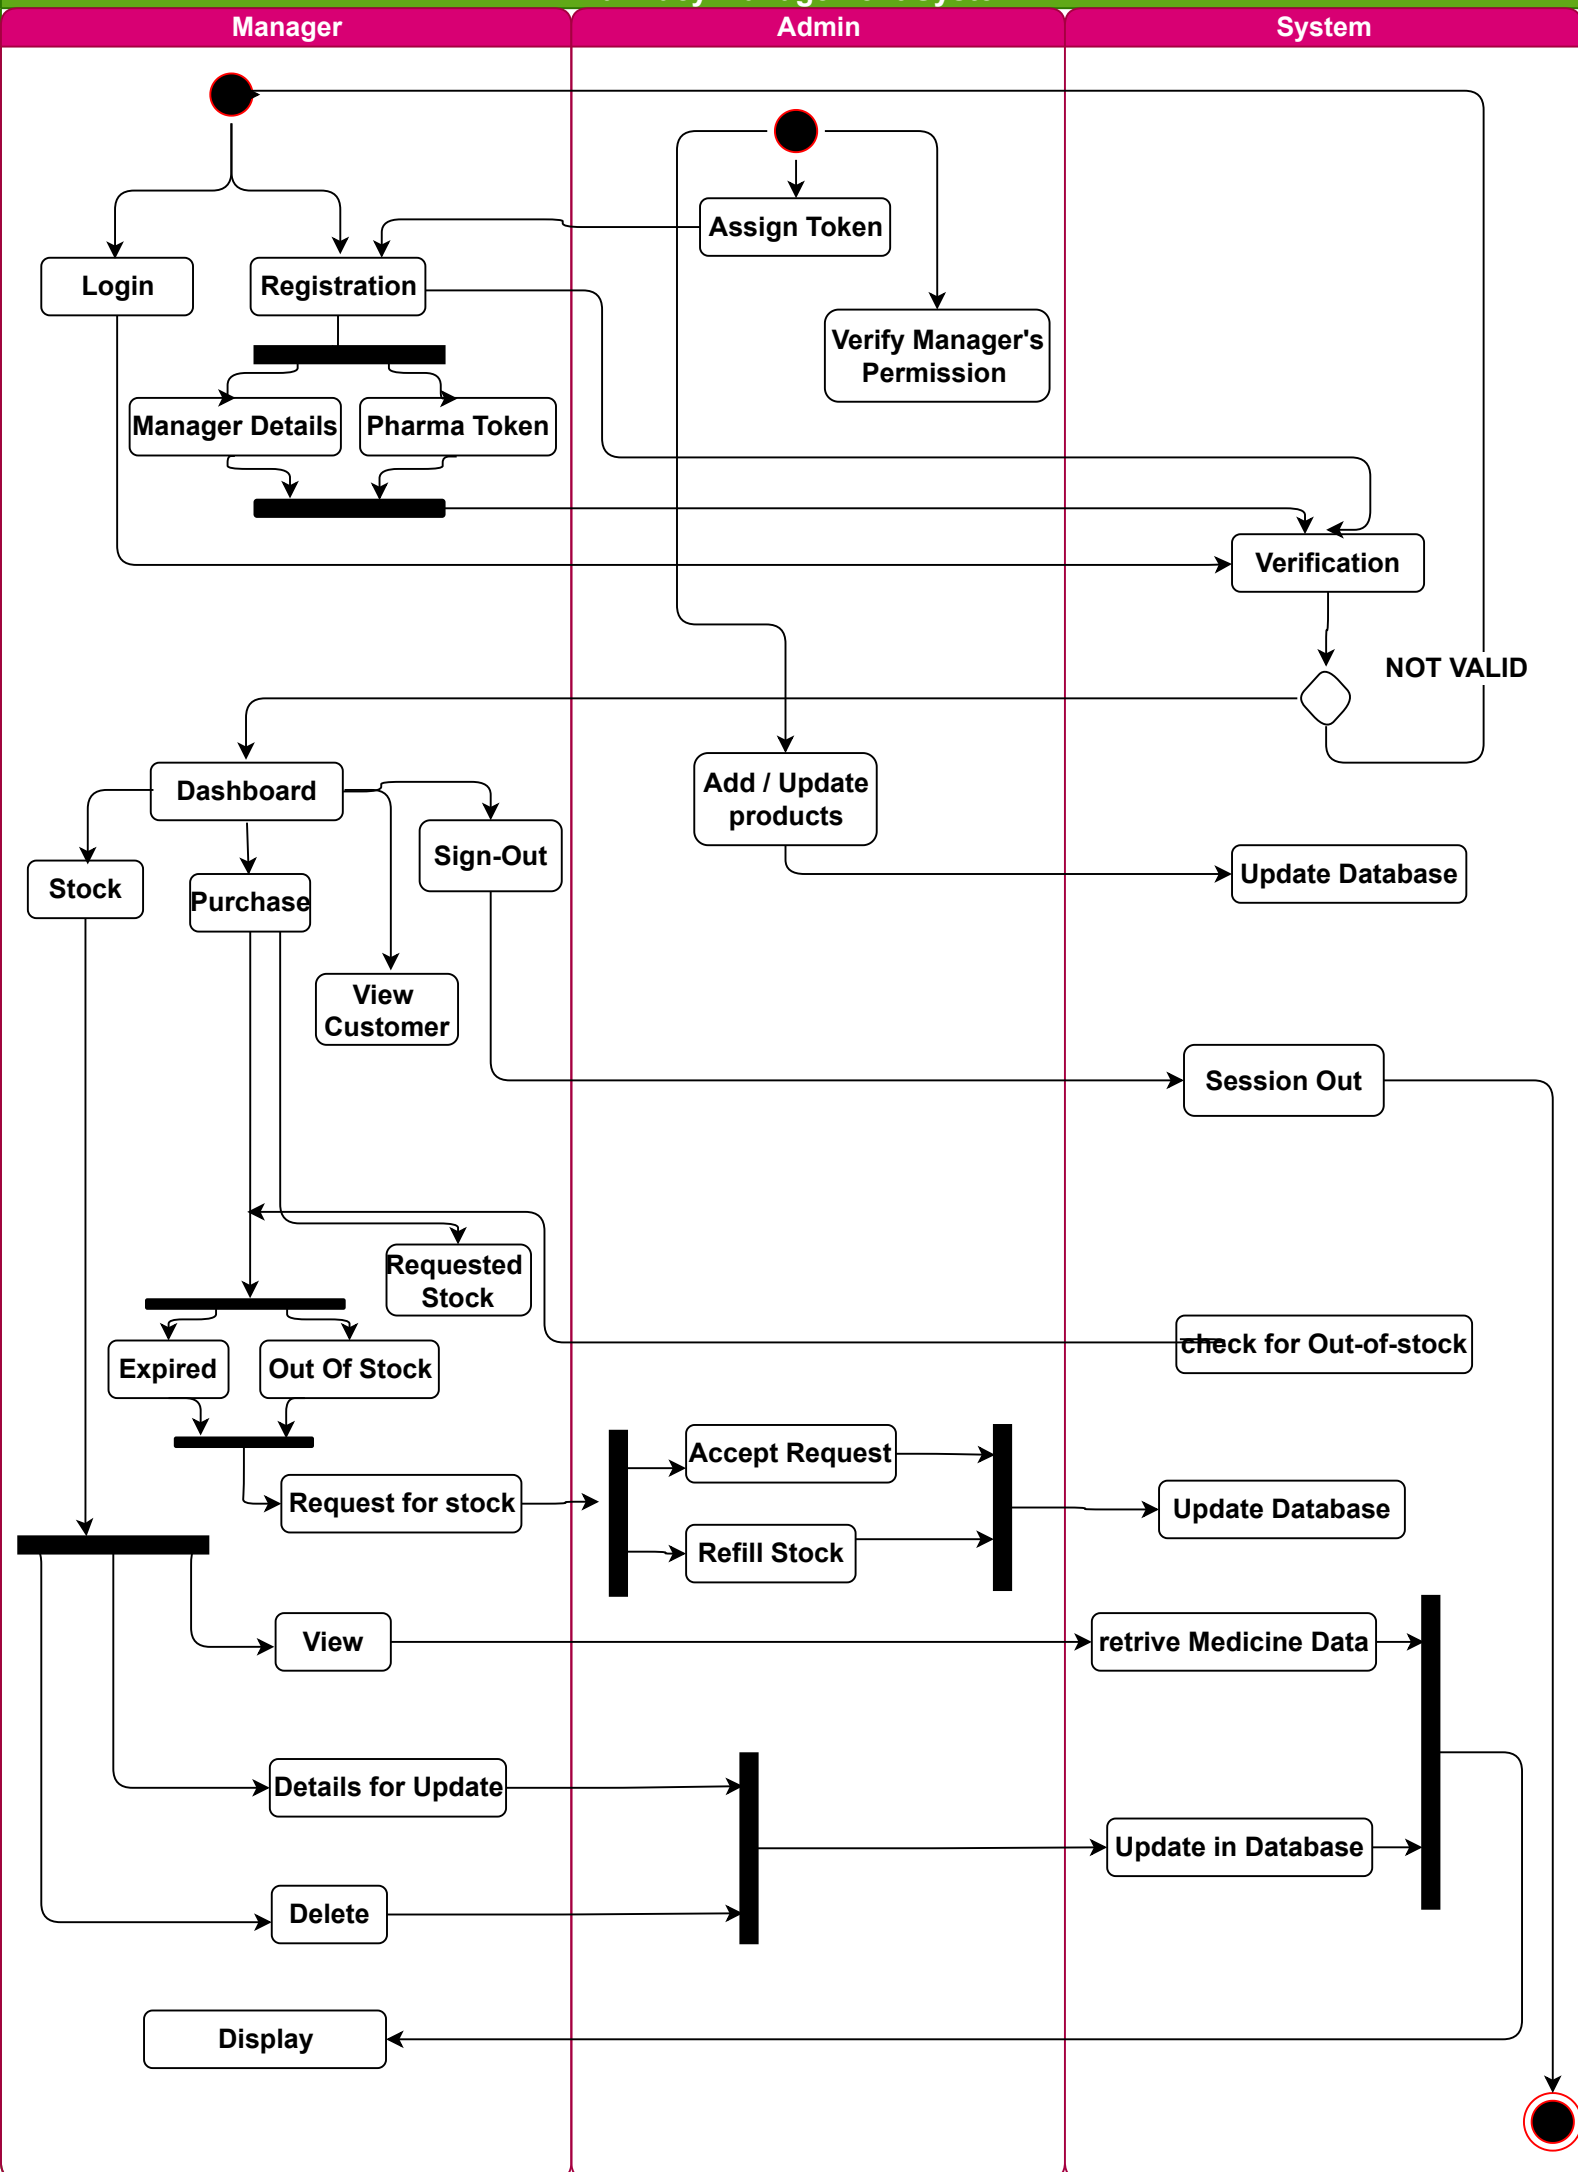 Manager
Admin
System
Assign Token
Login
Registration
Verify Manager's
Permission
Manager Details
Pharma Token
Verification
NOT VALID
Dashboard
Add / Update
products
Sign-Out
Stock
Purchase
Update Database
View
Customer
Session Out
Requested
Stock
check for Out-of-stock
Expired
Out Of Stock
Accept Request
Request for stock
Update Database
Refill Stock
View
retrive Medicine Data
Details for Update
Update in Database
Delete
Display